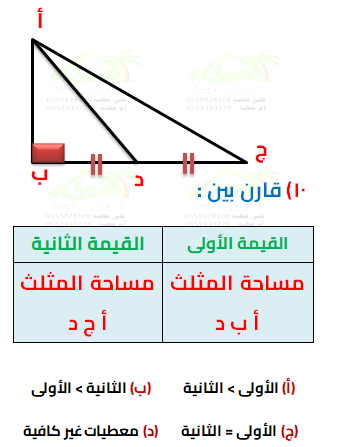 أ
ب
د
ج
١٠) قارن بين :
القيمة الأولى القيمة الثانية
مساحة المثلث مساحة المثلث
أ ب د أ ج د
(أ) الأولى > الثانية (ب) الثانية > الأولى
(ج) الأولى = الثانية (د) معطيات غير كافية